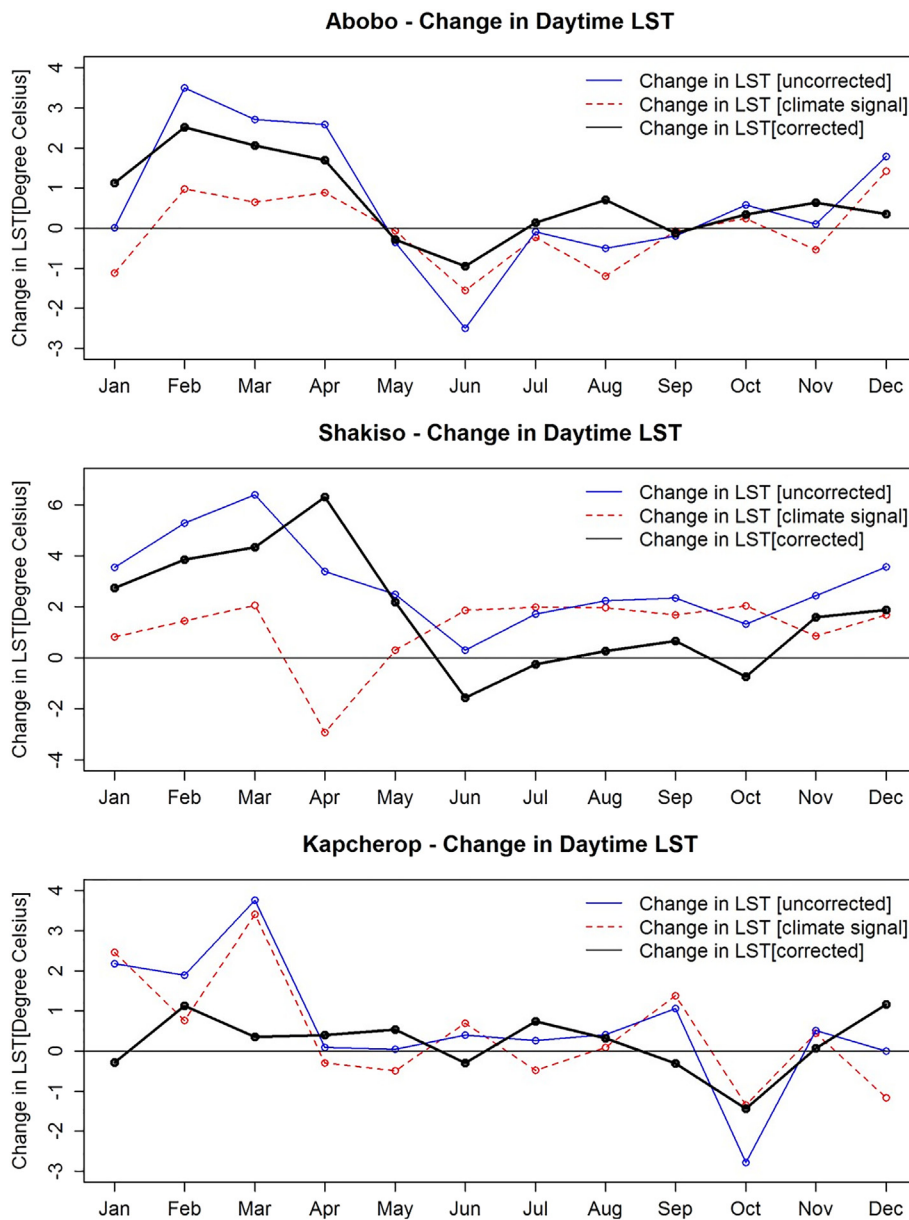 Abobo - Change in Daytime LST
Change in LST[Degree Celsius]
4
3
2
1
0
-1
-2
-3
Change in LST [uncorrected]
Change in LST [climate signal]
Change in LST[corrected]
Jan Feb Mar Apr May Jun Jul Aug Sep Oct Nov Dec
Shakiso - Change in Daytime LST
Change in LST[Degree Celsius]
6
4
2
0
-2
-4
Change in LST [uncorrected]
Change in LST [climate signal]
Change in LST[corrected]
Jan Feb Mar Apr May Jun Jul Aug Sep Oct Nov Dec
Kapcherop - Change in Daytime LST
Change in LST[Degree Celsius]
4
3
2
1
0
-1
-2
-3
Change in LST [uncorrected]
Change in LST [climate signal]
Change in LST[corrected]
Jan Feb Mar Apr May Jun Jul Aug Sep Oct Nov Dec